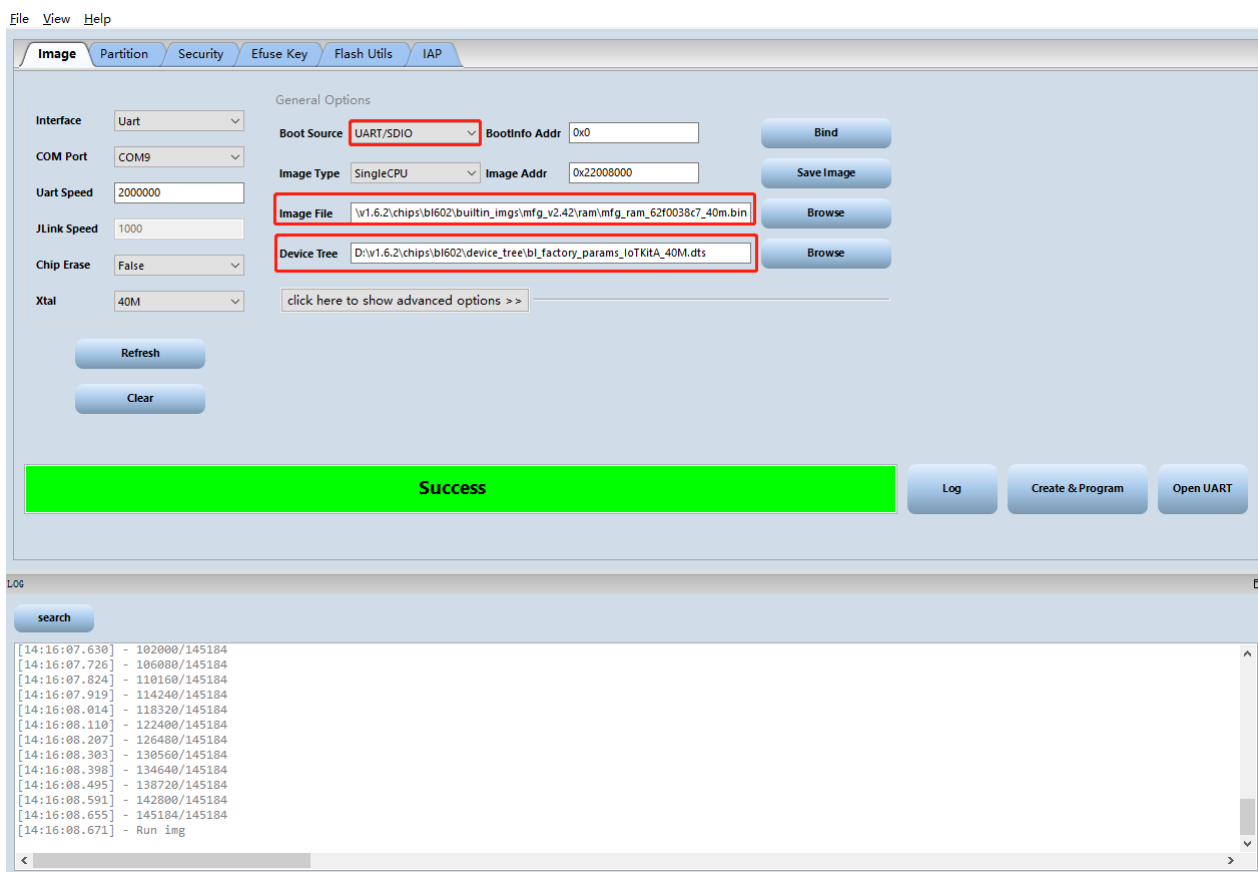 File View Help
Image Partition Security Efuse Key Flash Utils IAP
General Options
Interface Uart
Boot Source UART/SDIO BootInfo Addr 0x0 Bind
COM Port COM9
Image Type SingleCPU Image Addr 0x22008000 Save Image
Uart Speed 2000000
Image File \v1.6.2\chips\bl602\builtin_imgs\mfg_v2.42\ram\mfg_ram_62f0038c7_40m.bin Browse
JLink Speed 1000
Device Tree D:\v1.6.2\chips\bl602\device_tree\bl_factory_params_IoTKitA_40M.dts Browse
Chip Erase False
Xtal 40M
click here to show advanced options >>
Refresh
Clear
Success Log Create & Program Open UART
LOG
search
[14:16:07.630] - 102000/145184
[14:16:07.726] - 106080/145184
[14:16:07.824] - 110160/145184
[14:16:07.919] - 114240/145184
[14:16:08.014] - 118320/145184
[14:16:08.110] - 122400/145184
[14:16:08.207] - 126480/145184
[14:16:08.303] - 130560/145184
[14:16:08.398] - 134640/145184
[14:16:08.495] - 138720/145184
[14:16:08.591] - 142800/145184
[14:16:08.655] - 145184/145184
[14:16:08.671] - Run img